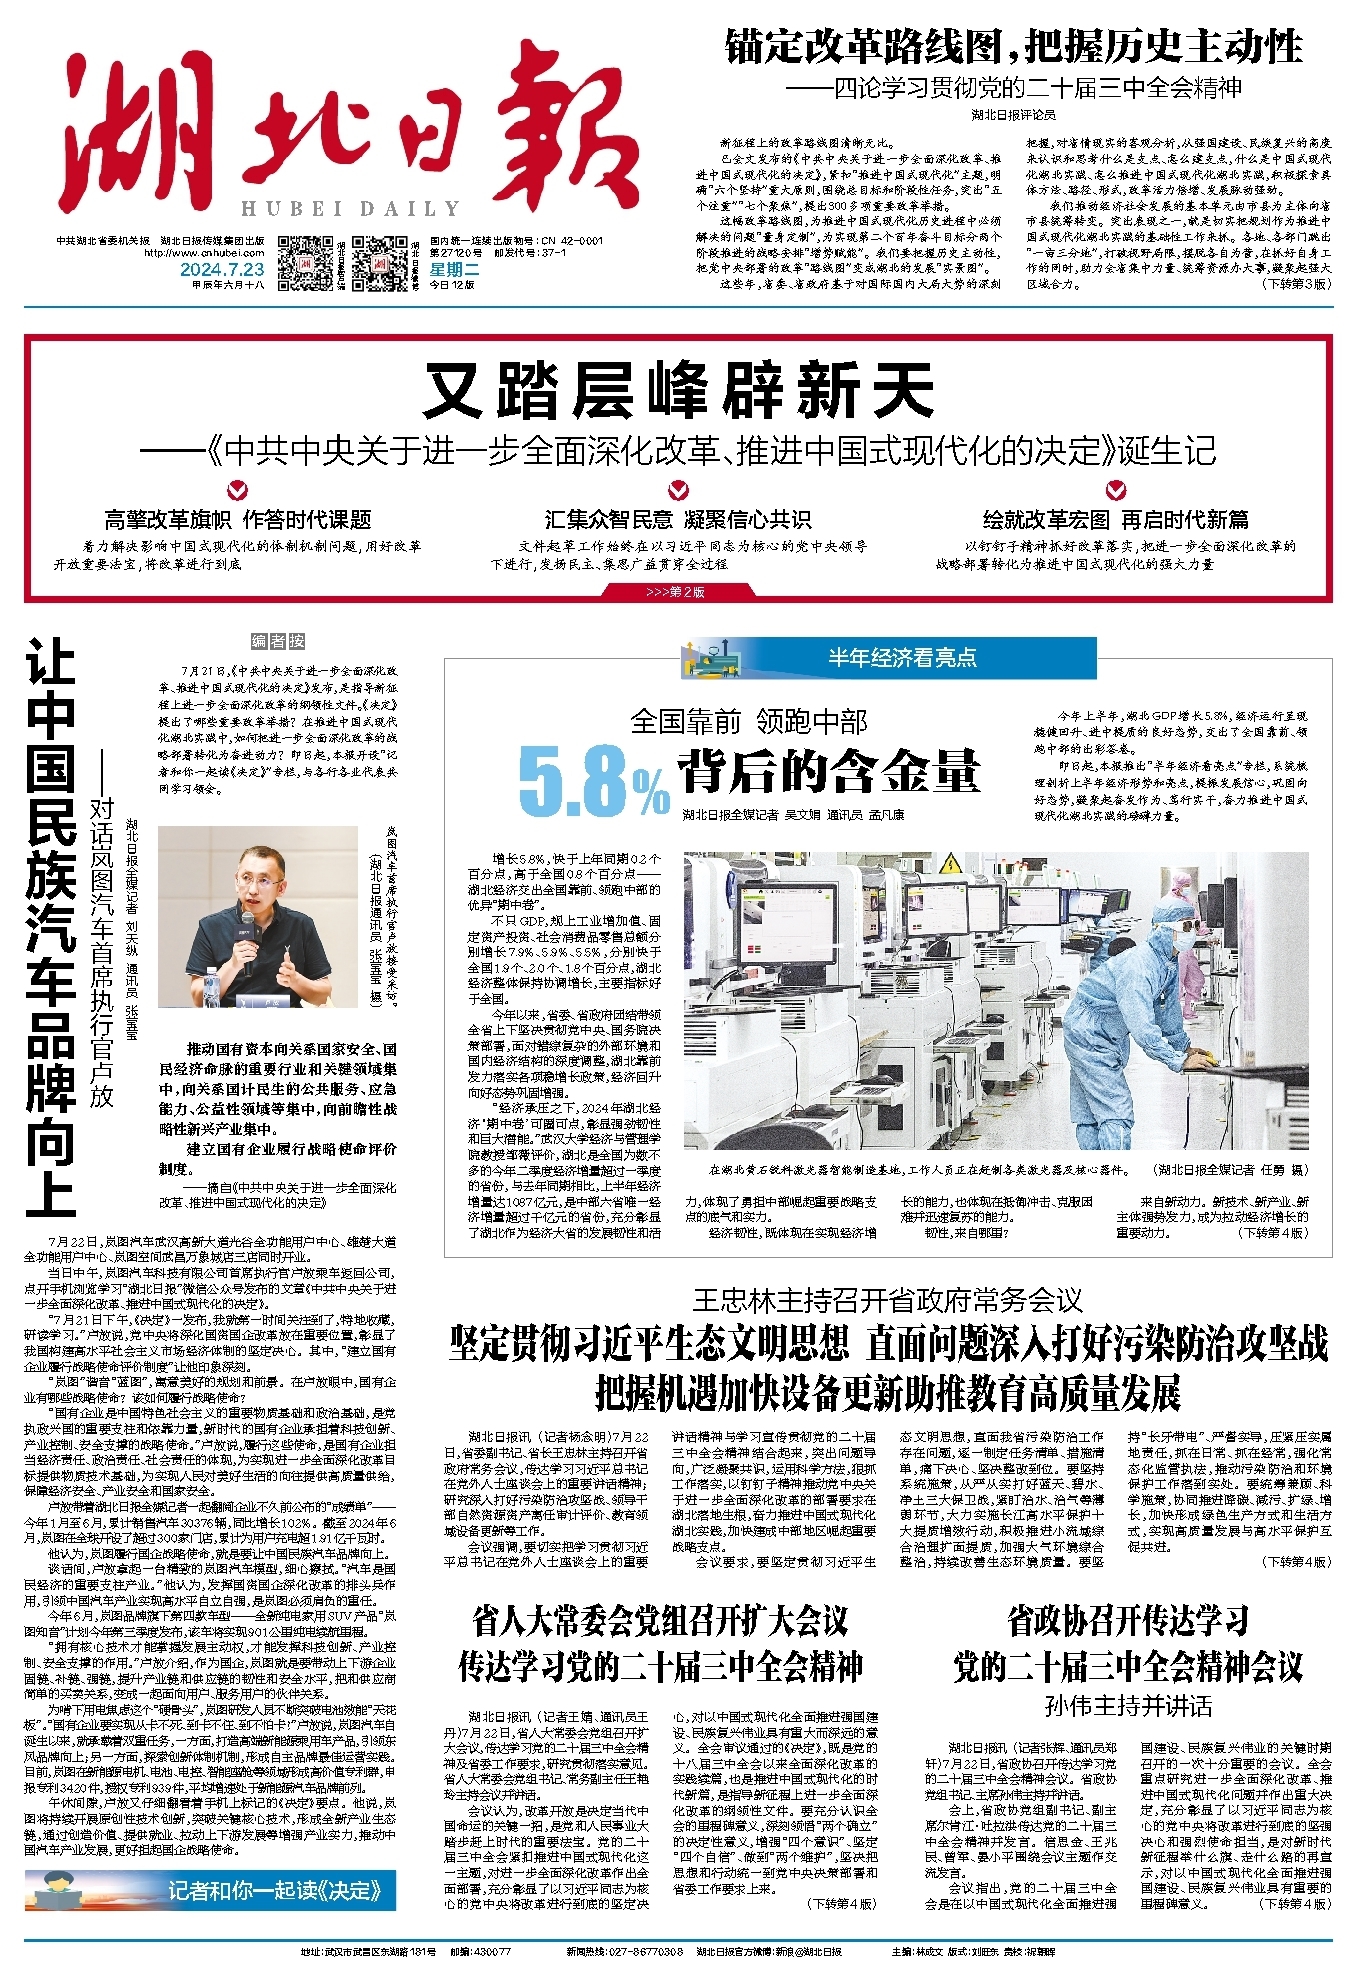 湖北日報
HUBEI DAILY
中共湖北省委机关报 湖北日报传媒集团出版
http://www.cnhubei.com
2024.7.23
甲辰年六月十八
国内统一连续出版物号:CN 42-0001
第27120号 邮发代号:37-1
星期二
今日12版
锚定改革路线图,把握历史主动性
——四论学习贯彻党的二十届三中全会精神
湖北日报评论员
新征程上的改革路线图清晰无比。
已全文发布的《中共中央关于进一步全面深化改革、推
进中国式现代化的决定》,紧扣“推进中国式现代化”主题,明
确“六个坚持”重大原则,围绕总目标和阶段性任务,突出“五
个注重”“七个聚焦”,提出300多项重要改革举措。
这幅改革路线图,为推进中国式现代化历史进程中必须
解决的问题“量身定制”,为实现第二个百年奋斗目标分两个
阶段推进的战略安排“增势赋能”。我们要把握历史主动性,
把党中央部署的改革“路线图”变成湖北的发展“实景图”。
这些年,省委、省政府基于对国际国内大局大势的深刻
把握,对省情现实的客观分析,从强国建设、民族复兴的高度
来认识和思考什么是支点、怎么建支点,什么是中国式现代
化湖北实践、怎么推进中国式现代化湖北实践,积极探索具
体方法、路径、形式,改革活力倍增、发展脉动强劲。
我们推动经济社会发展的基本单元由市县为主体向省
市县统筹转变。突出表现之一,就是切实把规划作为推进中
国式现代化湖北实践的基础性工作来抓。各地、各部门跳出
“一亩三分地”,打破视野局限,摆脱各自为营,在抓好自身工
作的同时,助力全省集中力量、统筹资源办大事,凝聚起强大
区域合力。 (下转第3版)
又踏层峰辟新天
——《中共中央关于进一步全面深化改革、推进中国式现代化的决定》诞生记
高擎改革旗帜 作答时代课题
着力解决影响中国式现代化的体制机制问题,用好改革
开放重要法宝,将改革进行到底
汇集众智民意 凝聚信心共识
文件起草工作始终在以习近平同志为核心的党中央领导
下进行,发扬民主、集思广益贯穿全过程
绘就改革宏图 再启时代新篇
以钉钉子精神抓好改革落实,把进一步全面深化改革的
战略部署转化为推进中国式现代化的强大力量
>>>第2版
让中国民族汽车品牌向上
——对话岚图汽车首席执行官卢放
湖北日报全媒记者 刘天纵 通讯员 张莹莹
编者按
7月21日,《中共中央关于进一步全面深化改
革、推进中国式现代化的决定》发布,是指导新征
程上进一步全面深化改革的纲领性文件。《决定》
提出了哪些重要改革举措?在推进中国式现代
化湖北实践中,如何把进一步全面深化改革的战
略部署转化为奋进动力?即日起,本报开设“记
者和你一起读《决定》”专栏,与各行各业代表共
同学习领会。
岚图汽车首席执行官卢放接受采访。
(湖北日报通讯员 张莹莹 摄)
推动国有资本向关系国家安全、国
民经济命脉的重要行业和关键领域集
中,向关系国计民生的公共服务、应急
能力、公益性领域等集中,向前瞻性战
略性新兴产业集中。
建立国有企业履行战略使命评价
制度。
——摘自《中共中央关于进一步全面深化
改革、推进中国式现代化的决定》
7月22日,岚图汽车武汉高新大道光谷全功能用户中心、雄楚大道
全功能用户中心、岚图空间武昌万象城店三店同时开业。
当日中午,岚图汽车科技有限公司首席执行官卢放乘车返回公司,
点开手机浏览学习“湖北日报”微信公众号发布的文章《中共中央关于进
一步全面深化改革、推进中国式现代化的决定》。
“7月21日下午,《决定》一发布,我就第一时间关注到了,特地收藏,
研读学习。”卢放说,党中央将深化国资国企改革放在重要位置,彰显了
我国构建高水平社会主义市场经济体制的坚定决心。其中,“建立国有
企业履行战略使命评价制度”让他印象深刻。
“岚图”谐音“蓝图”,寓意美好的规划和前景。在卢放眼中,国有企
业有哪些战略使命?该如何履行战略使命?
“国有企业是中国特色社会主义的重要物质基础和政治基础,是党
执政兴国的重要支柱和依靠力量,新时代的国有企业承担着科技创新、
产业控制、安全支撑的战略使命。”卢放说,履行这些使命,是国有企业担
当经济责任、政治责任、社会责任的体现,为实现进一步全面深化改革目
标提供物质技术基础,为实现人民对美好生活的向往提供高质量供给,
保障经济安全、产业安全和国家安全。
卢放带着湖北日报全媒记者一起翻阅企业不久前公布的“成绩单”——
今年1月至6月,累计销售汽车30376辆,同比增长102%。截至2024年6
月,岚图在全球开设了超过300家门店,累计为用户充电超1.91亿千瓦时。
他认为,岚图履行国企战略使命,就是要让中国民族汽车品牌向上。
谈话间,卢放拿起一台精致的岚图汽车模型,细心擦拭。“汽车是国
民经济的重要支柱产业。”他认为,发挥国资国企深化改革的排头兵作
用,引领中国汽车产业实现高水平自立自强,是岚图必须肩负的重任。
今年6月,岚图品牌旗下第四款车型——全新纯电家用SUV产品“岚
图知音”计划今年第三季度发布,该车将实现901公里纯电续航里程。
“拥有核心技术才能掌握发展主动权,才能发挥科技创新、产业控
制、安全支撑的作用。”卢放介绍,作为国企,岚图就是要带动上下游企业
固链、补链、强链,提升产业链和供应链的韧性和安全水平,把和供应商
简单的买卖关系,变成一起面向用户、服务用户的伙伴关系。
为啃下用电焦虑这个“硬骨头”,岚图研发人员不断突破电池效能“天花
板”。“国有企业要实现从卡不死、到卡不住、到不怕卡!”卢放说,岚图汽车自
诞生以来,就承载着双重任务,一方面,打造高端新能源乘用车产品,引领东
风品牌向上;另一方面,探索创新体制机制,形成自主品牌最佳运营实践。
目前,岚图在新能源电机、电池、电控、智能座舱等领域形成高价值专利群,申
报专利3420件,授权专利939件,平均增速处于新能源汽车品牌前列。
午休间隙,卢放又仔细翻看着手机上标记的《决定》要点。他说,岚
图将持续开展原创性技术创新,突破关键核心技术,形成全新产业生态
链,通过创造价值、提供就业、拉动上下游发展等增强产业实力,推动中
国汽车产业发展,更好担起国企战略使命。
记者和你一起读《决定》
半年经济看亮点
全国靠前 领跑中部
5.8%背后的含金量
湖北日报全媒记者 吴文娟 通讯员 孟凡康
今年上半年,湖北GDP增长5.8%,经济运行呈现
稳健回升、进中提质的良好态势,交出了全国靠前、领
跑中部的出彩答卷。
即日起,本报推出“半年经济看亮点”专栏,系统梳
理剖析上半年经济形势和亮点,提振发展信心,巩固向
好态势,凝聚起奋发作为、笃行实干,奋力推进中国式
现代化湖北实践的磅礴力量。
增长5.8%,快于上年同期0.2个
百分点,高于全国0.8个百分点——
湖北经济交出全国靠前、领跑中部的
优异“期中卷”。
不只GDP,规上工业增加值、固
定资产投资、社会消费品零售总额分
别增长7.9%、5.9%、5.5%,分别快于
全国1.9个、2.0个、1.8个百分点,湖北
经济整体保持协调增长,主要指标好
于全国。
今年以来,省委、省政府团结带领
全省上下坚决贯彻党中央、国务院决
策部署,面对错综复杂的外部环境和
国内经济结构的深度调整,湖北靠前
发力落实各项稳增长政策,经济回升
向好态势巩固增强。
“经济承压之下,2024年湖北经
济‘期中卷’可圈可点,彰显强劲韧性
和巨大潜能。”武汉大学经济与管理学
院教授邹薇评价,湖北是全国为数不
多的今年二季度经济增量超过一季度
的省份,与去年同期相比,上半年经济
增量达1087亿元,是中部六省唯一经
济增量超过千亿元的省份,充分彰显
了湖北作为经济大省的发展韧性和活
在湖北黄石锐科激光器智能制造基地,工作人员正在赶制各类激光器及核心器件。 (湖北日报全媒记者 任勇 摄)
力,体现了勇担中部崛起重要战略支
点的底气和实力。
经济韧性,既体现在实现经济增
长的能力,也体现在抵御冲击、克服困
难并迅速复苏的能力。
韧性,来自哪里?
来自新动力。新技术、新产业、新
主体强势发力,成为拉动经济增长的
重要动力。 (下转第4版)
王忠林主持召开省政府常务会议
坚定贯彻习近平生态文明思想 直面问题深入打好污染防治攻坚战
把握机遇加快设备更新助推教育高质量发展
湖北日报讯 (记者杨念明)7月22
日,省委副书记、省长王忠林主持召开省
政府常务会议,传达学习习近平总书记
在党外人士座谈会上的重要讲话精神;
研究深入打好污染防治攻坚战、领导干
部自然资源资产离任审计评价、教育领
域设备更新等工作。
会议强调,要切实把学习贯彻习近
平总书记在党外人士座谈会上的重要
讲话精神与学习宣传贯彻党的二十届
三中全会精神结合起来,突出问题导
向,广泛凝聚共识,运用科学方法,狠抓
工作落实,以钉钉子精神推动党中央关
于进一步全面深化改革的部署要求在
湖北落地生根,奋力推进中国式现代化
湖北实践,加快建成中部地区崛起重要
战略支点。
会议要求,要坚定贯彻习近平生
态文明思想,直面我省污染防治工作
存在问题,逐一制定任务清单、措施清
单,痛下决心、坚决整改到位。要坚持
系统施策,从严从实打好蓝天、碧水、
净土三大保卫战,紧盯治水、治气等薄
弱环节,大力实施长江高水平保护十
大提质增效行动,积极推进小流域综
合治理扩面提质,加强大气环境综合
整治,持续改善生态环境质量。要坚
持“长牙带电”、严督实导,压紧压实属
地责任,抓在日常、抓在经常,强化常
态化监管执法,推动污染防治和环境
保护工作落到实处。要统筹兼顾、科
学施策,协同推进降碳、减污、扩绿、增
长,加快形成绿色生产方式和生活方
式,实现高质量发展与高水平保护互
促共进。
(下转第4版)
省人大常委会党组召开扩大会议
传达学习党的二十届三中全会精神
湖北日报讯 (记者王婧、通讯员王
丹)7月22日,省人大常委会党组召开扩
大会议,传达学习党的二十届三中全会精
神及省委工作要求,研究贯彻落实意见。
省人大常委会党组书记、常务副主任王艳
玲主持会议并讲话。
会议认为,改革开放是决定当代中
国命运的关键一招,是党和人民事业大
踏步赶上时代的重要法宝。党的二十
届三中全会紧扣推进中国式现代化这
一主题,对进一步全面深化改革作出全
面部署,充分彰显了以习近平同志为核
心的党中央将改革进行到底的坚定决
心,对以中国式现代化全面推进强国建
设、民族复兴伟业具有重大而深远的意
义。全会审议通过的《决定》,既是党的
十八届三中全会以来全面深化改革的
实践续篇,也是推进中国式现代化的时
代新篇,是指导新征程上进一步全面深
化改革的纲领性文件。要充分认识全
会的里程碑意义,深刻领悟“两个确立”
的决定性意义,增强“四个意识”、坚定
“四个自信”、做到“两个维护”,坚决把
思想和行动统一到党中央决策部署和
省委工作要求上来。
(下转第4版)
省政协召开传达学习
党的二十届三中全会精神会议
孙伟主持并讲话
湖北日报讯 (记者张辉、通讯员郑
轩)7月22日,省政协召开传达学习党
的二十届三中全会精神会议。省政协
党组书记、主席孙伟主持并讲话。
会上,省政协党组副书记、副主
席尔肯江·吐拉洪传达党的二十届三
中全会精神并发言。信思金、王兆
民、曾军、晏小平围绕会议主题作交
流发言。
会议指出,党的二十届三中全
会是在以中国式现代化全面推进强
国建设、民族复兴伟业的关键时期
召开的一次十分重要的会议。全会
重点研究进一步全面深化改革、推
进中国式现代化问题并作出重大决
定,充分彰显了以习近平同志为核
心的党中央将改革进行到底的坚强
决心和强烈使命担当,是对新时代
新征程举什么旗、走什么路的再宣
示,对以中国式现代化全面推进强
国建设、民族复兴伟业具有重要的
里程碑意义。 (下转第4版)
地址:武汉市武昌区东湖路181号 邮编:430077 新闻热线:027-86770308 湖北日报官方微博:新浪@湖北日报 主编:林成文 版式:刘阳东 责校:祝朝晖